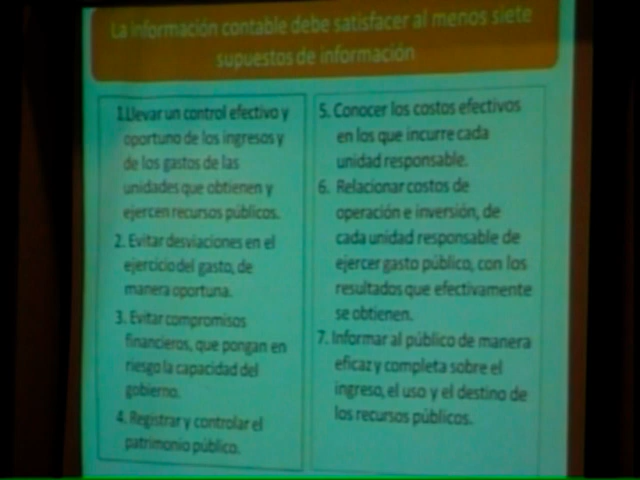 La información contable debe satisfacer al menos siete
supuestos de información
1.Llevar un control efectivo y
oportuno de los ingresos y
de los gastos de las
unidades que obtienen y
ejercen recursos públicos.
2. Evitar desviaciones en el
ejercicio del gasto, de
manera oportuna.
3. Evitar compromisos
financieros, que pongan en
riesgo la capacidad del
gobierno.
4. Registrar y controlar el
patrimonio público.
5. Conocer los costos efectivos
en los que incurre cada
unidad responsable.
6. Relacionar costos de
operación e inversión, de
cada unidad responsable de
ejercer gasto público, con los
resultados que efectivamente
se obtienen.
7. Informar al público de manera
eficaz y completa sobre el
ingreso, el uso y el destino de
los recursos públicos.